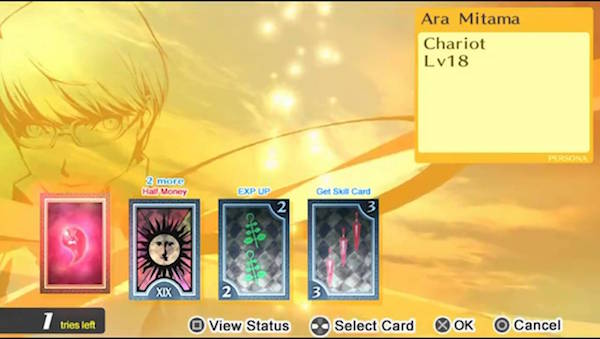 Ara Mitama
Chariot
Lv18
PERSONA
2 more
Half Money
EXP UP
Get Skill Card
2
3
XIX
2
3
1 tries left
View Status
Select Card
OK
Cancel